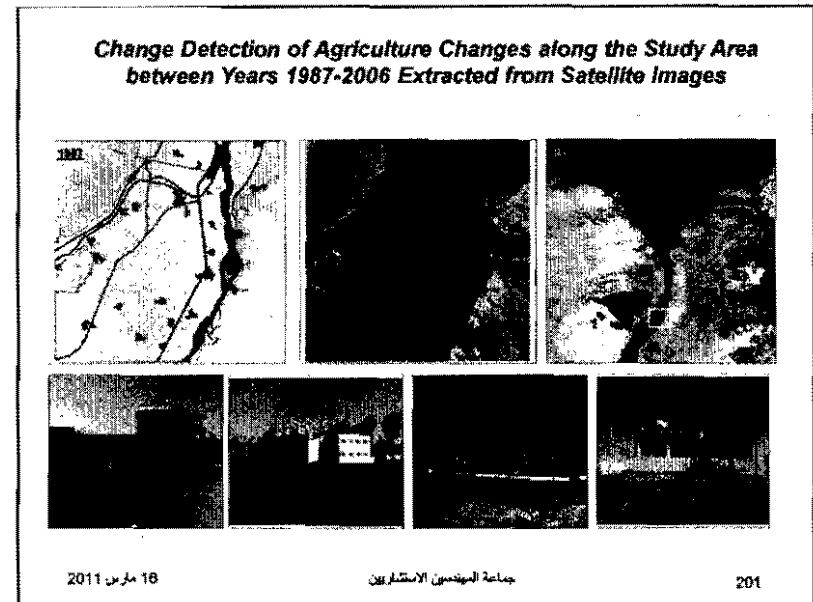 Change Detection of Agriculture Changes along the Study Area
between Years 1987-2006 Extracted from Satellite Images
1987
16 مارس 2011
جماعة المهندسين الاستشاريين
201